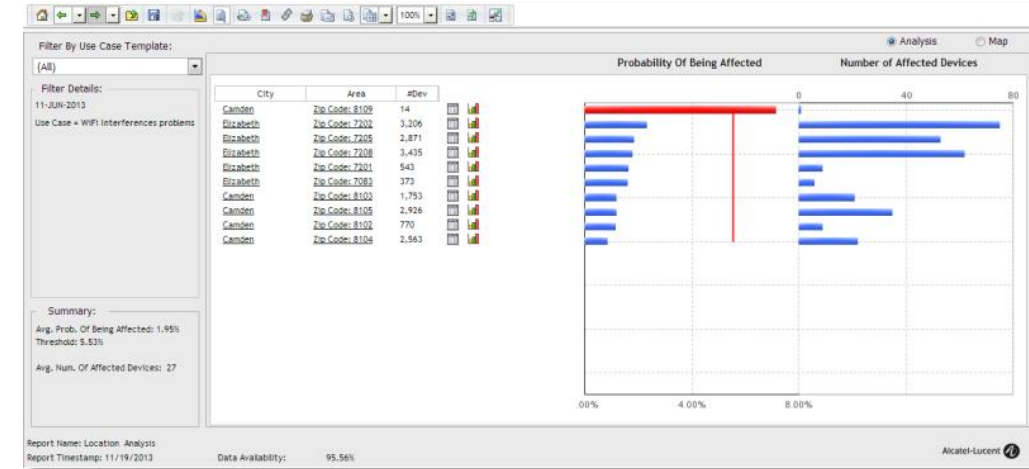 100%
Filter By Use Case Template:
(All)
Filter Details:
11-JUN-2013
Use Case = WIFI Interferences problems
Summary:
Avg. Prob. Of Being Affected: 1.95%
Threshold: 5.53%
Avg. Num. Of Affected Devices: 27
Analysis Map
Probability Of Being Affected Number of Affected Devices
City Area #Dev
Camden Zip Code: 8109 14
Elizabeth Zip Code: 7202 3,206
Elizabeth Zip Code: 7205 2,871
Elizabeth Zip Code: 7208 3,435
Elizabeth Zip Code: 7201 543
Elizabeth Zip Code: 7083 373
Camden Zip Code: 8103 1,753
Camden Zip Code: 8105 2,926
Camden Zip Code: 8102 770
Camden Zip Code: 8104 2,563
0 40 80
.00% 4.00% 8.00%
Report Name: Location Analysis
Report Timestamp: 11/19/2013 Data Availability: 95.56%
Alcatel-Lucent